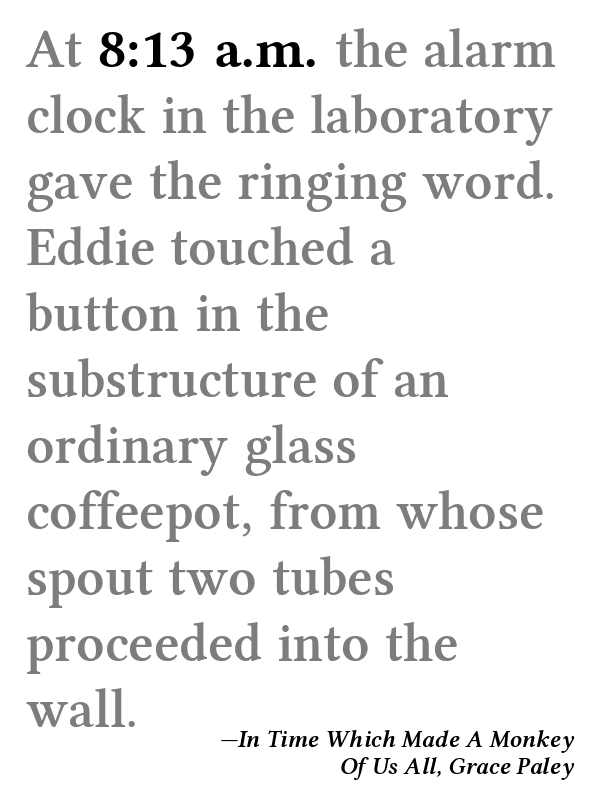 At 8:13 a.m. the alarm
clock in the laboratory
gave the ringing word.
Eddie touched a
button in the
substructure of an
ordinary glass
coffeepot, from whose
spout two tubes
proceeded into the
wall.
—In Time Which Made A Monkey
Of Us All, Grace Paley